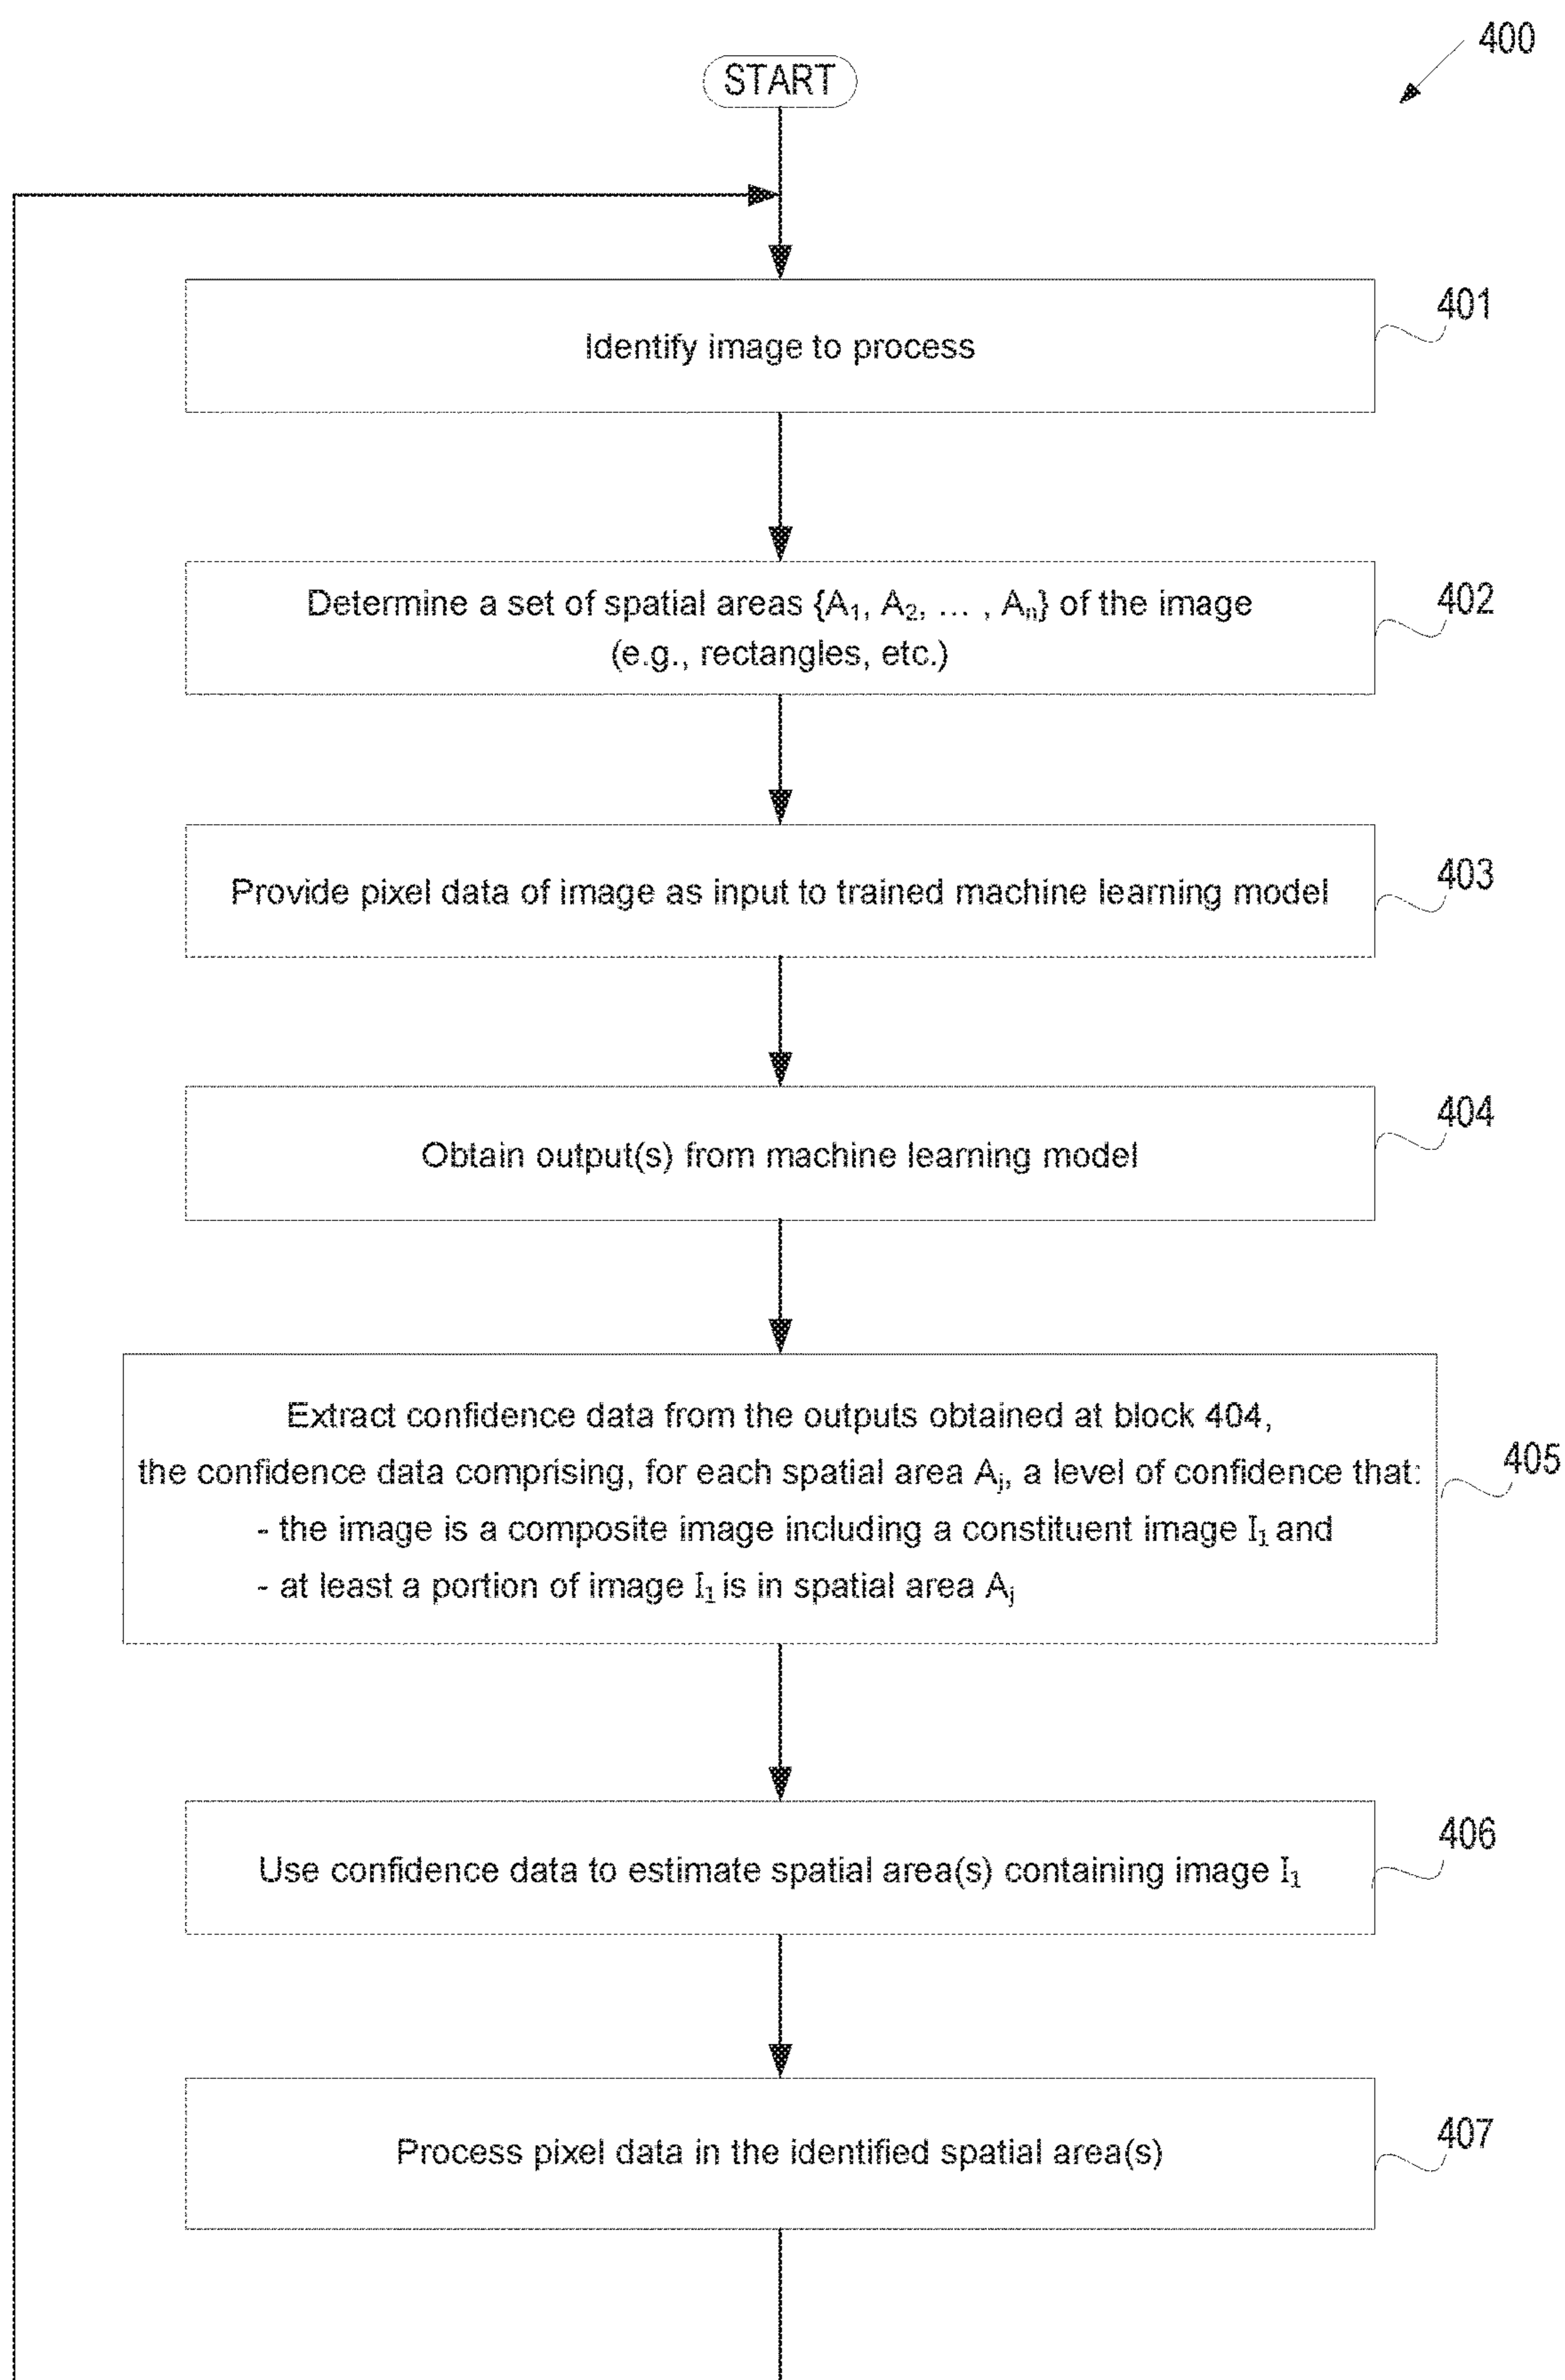 400
START
401
Identify image to process
402
Determine a set of spatial areas {A₁, A₂, … , Aₙ} of the image
(e.g., rectangles, etc.)
403
Provide pixel data of image as input to trained machine learning model
404
Obtain output(s) from machine learning model
405
Extract confidence data from the outputs obtained at block 404,
the confidence data comprising, for each spatial area Aⱼ, a level of confidence that:
- the image is a composite image including a constituent image I₁ and
- at least a portion of image I₁ is in spatial area Aⱼ
406
Use confidence data to estimate spatial area(s) containing image I₁
407
Process pixel data in the identified spatial area(s)